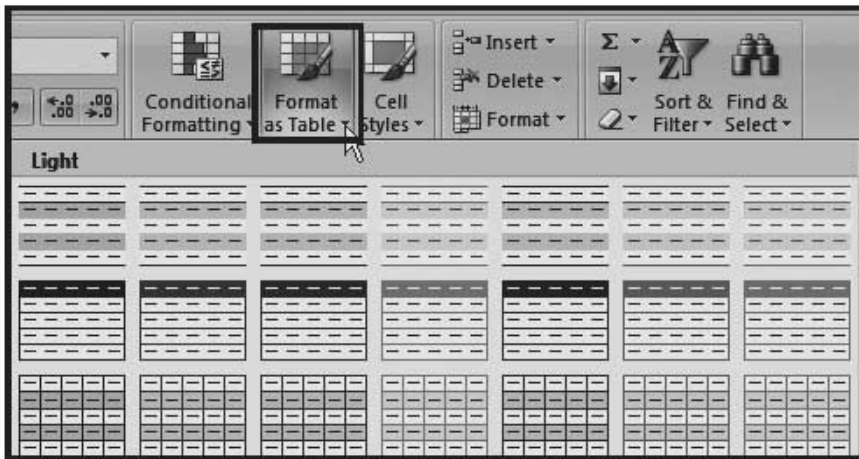 Insert
Σ
Delete
Conditional
Formatting
Format
as Table
Cell
Styles
Format
Sort &
Filter
Find &
Select
Light